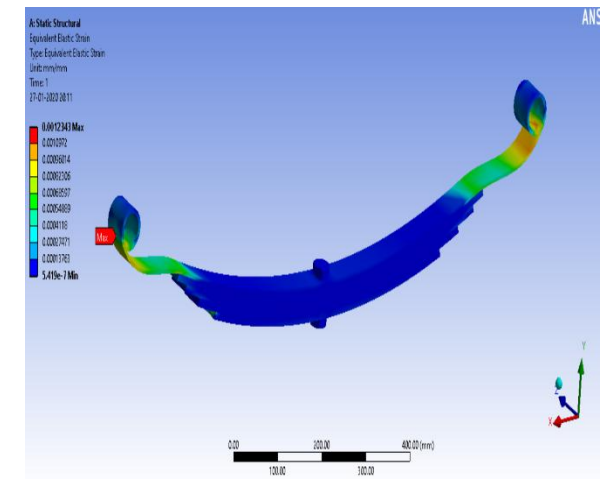 A: Static Structural
Equivalent Elastic Strain
Type: Equivalent Elastic Strain
Unit: mm/mm
Time: 1
27-01-2020 20:11
0.0012343 Max
0.0010972
0.00096014
0.00082306
0.00068597
0.00054889
0.0004118
0.00027471
0.00013763
5.419e-7 Min
ANS
Max
Y
Z
X
0.00
200.00
400.00 (mm)
100.00
300.00